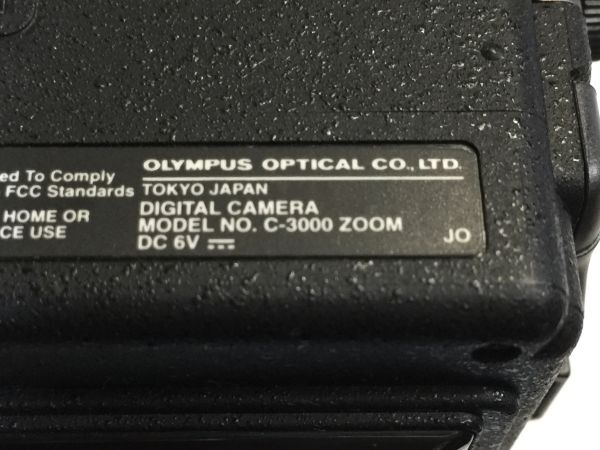 OLYMPUS OPTICAL CO., LTD.
ed To Comply
FCC Standards
TOKYO JAPAN
HOME OR
DIGITAL CAMERA
CE USE
MODEL NO. C-3000 ZOOM
DC 6V
JO